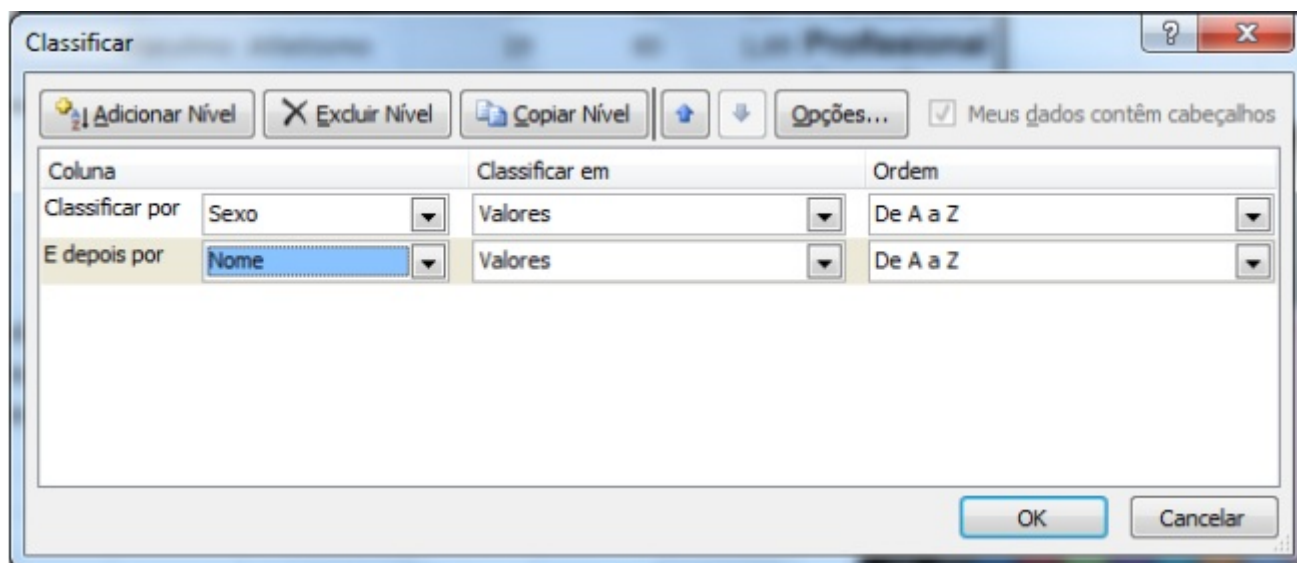 Classificar
Profissional
Adicionar Nível Excluir Nível Copiar Nível Opções... Meus dados contêm cabeçalhos
Coluna Classificar em Ordem
Classificar por Sexo Valores De A a Z
E depois por Nome Valores De A a Z
OK Cancelar